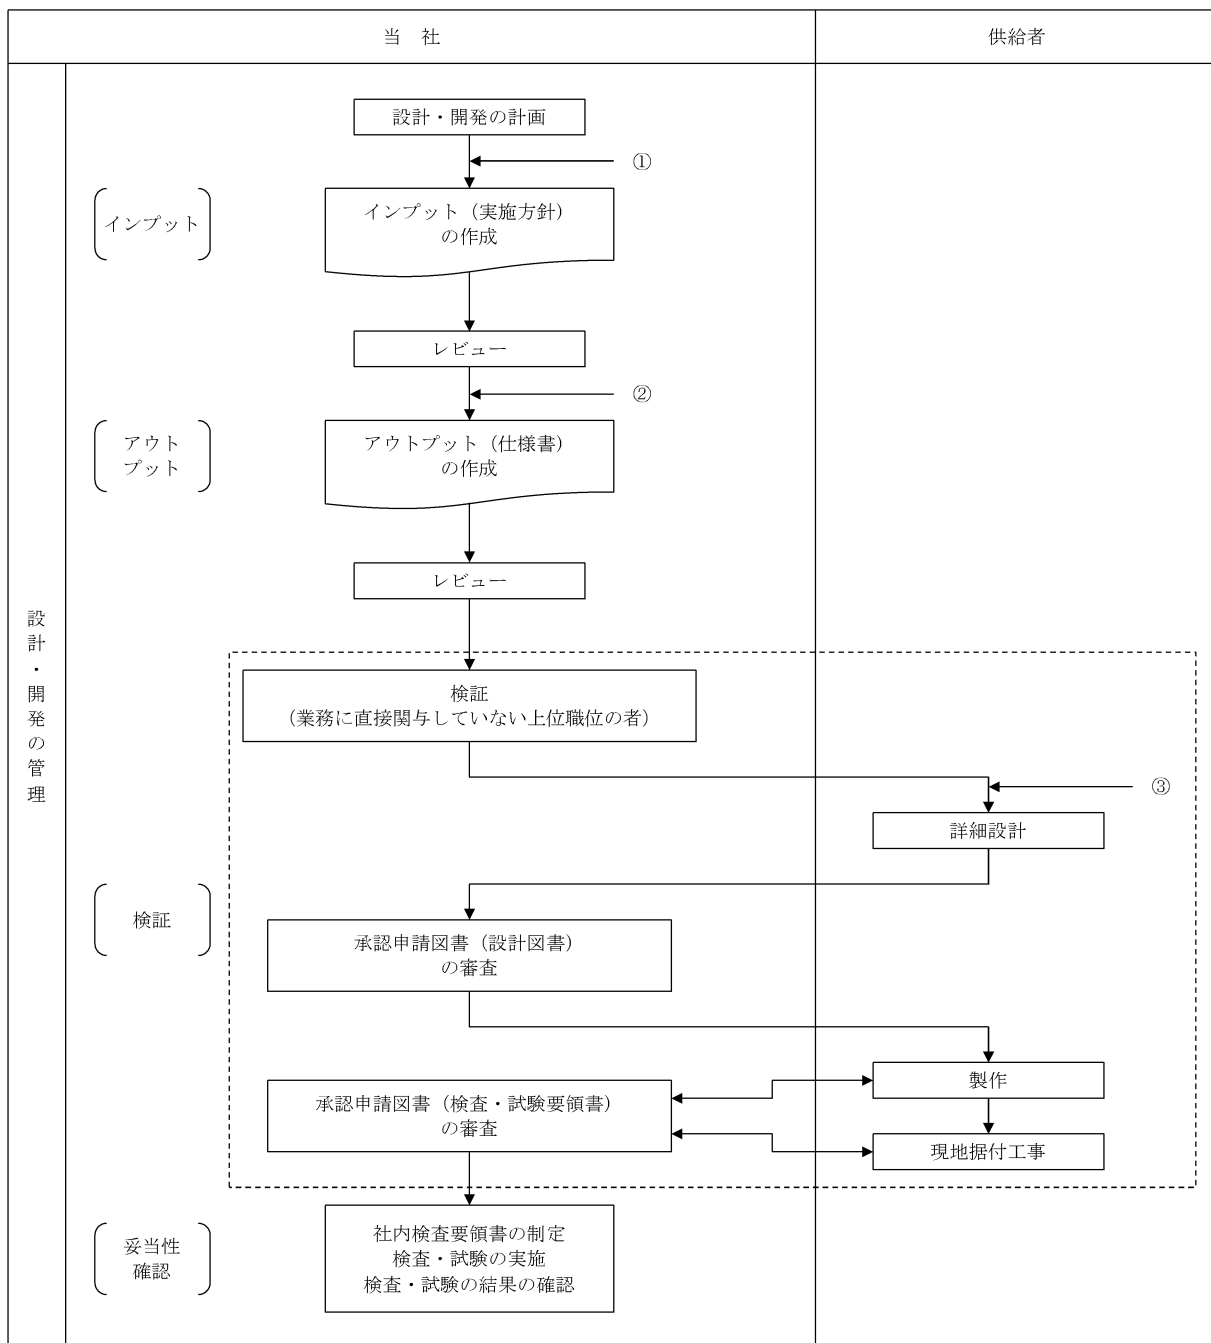 当　社
供給者
設計・開発の計画
①
インプット
インプット（実施方針）
の作成
レビュー
②
アウト
プット
アウトプット（仕様書）
の作成
レビュー
設計・開発の管理
検証
（業務に直接関与していない上位職位の者）
③
詳細設計
検証
承認申請図書（設計図書）
の審査
製作
承認申請図書（検査・試験要領書）
の審査
現地据付工事
妥当性
確認
社内検査要領書の制定
検査・試験の実施
検査・試験の結果の確認